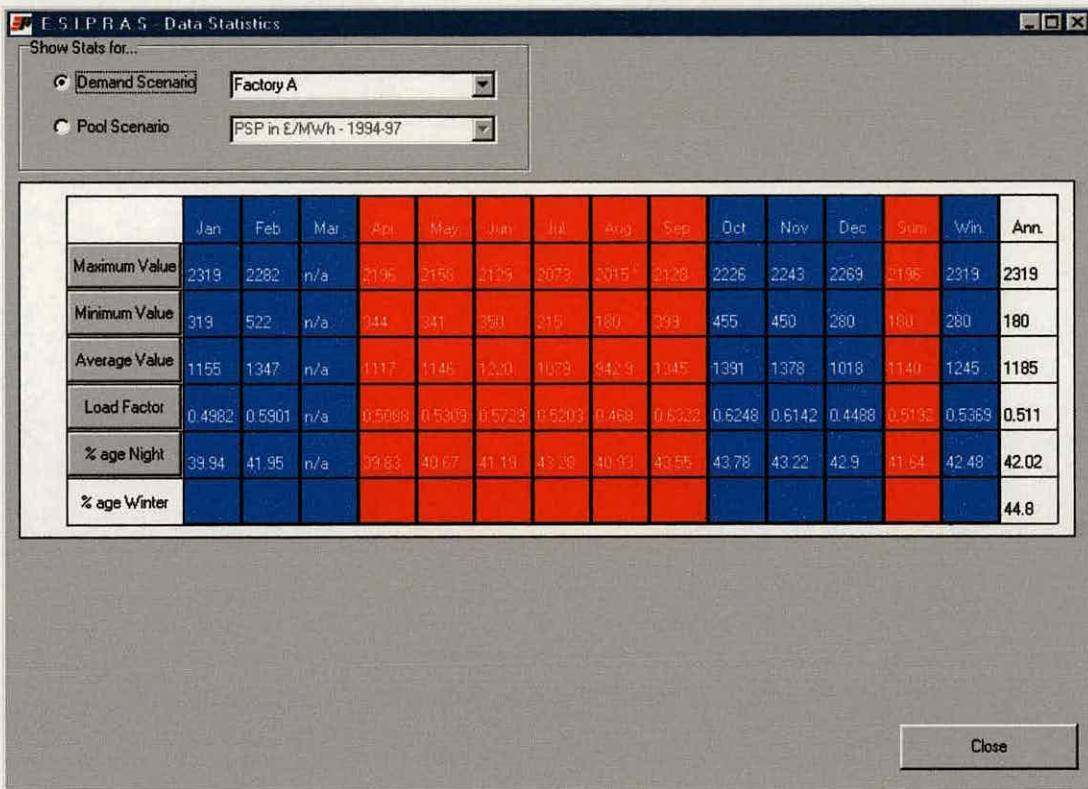 E.S.I.P.R.A.S - Data Statistics
Show Stats for...
Demand Scenario Factory A
Pool Scenario PSP in £/MWh - 1994-97
Jan Feb Mar Apr May Jun Jul Aug Sep Oct Nov Dec Sum Win. Ann.
Maximum Value 2319 2282 n/a 2196 2158 2129 2073 2015 2128 2226 2243 2269 2196 2319 2319
Minimum Value 319 522 n/a 344 341 350 215 180 399 455 450 280 180 280 180
Average Value 1155 1347 n/a 1117 1146 1220 1079 942.9 1345 1391 1378 1018 1140 1245 1185
Load Factor 0.4982 0.5901 n/a 0.5088 0.5309 0.5729 0.5203 0.468 0.6322 0.6248 0.6142 0.4488 0.5192 0.5369 0.511
% age Night 39.94 41.95 n/a 39.83 40.67 41.19 43.28 40.93 43.55 43.78 43.22 42.9 41.64 42.48 42.02
% age Winter 44.8
Close